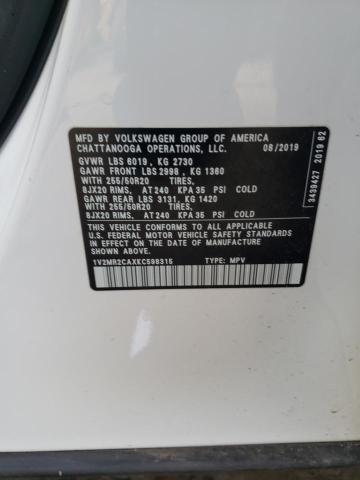 MFD BY VOLKSWAGEN GROUP OF AMERICA
CHATTANOOGA OPERATIONS, LLC. 08/2019
GVWR LBS 6019, KG 2730
GAWR FRONT LBS 2998, KG 1360
WITH 255/50R20 TIRES,
8JX20 RIMS, AT 240 KPA 35 PSI COLD
GAWR REAR LBS 3131, KG 1420
WITH 255/50R20 TIRES,
8JX20 RIMS, AT 240 KPA 35 PSI COLD
THIS VEHICLE CONFORMS TO ALL APPLICABLE
U.S. FEDERAL MOTOR VEHICLE SAFETY STANDARDS
IN EFFECT ON THE DATE OF MANUFACTURE
SHOWN ABOVE.
1V2MR2CAXKC598315 TYPE: MPV
3439427 2019 62